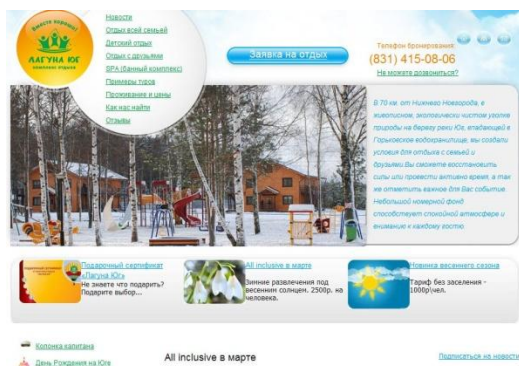 Вместе хорошо!
ЛАГУНА ЮГ
комплекс отдыха
Новости
Отдых всей семьей
Детский отдых
Отдых с друзьями
SPA (банный комплекс)
Примеры туров
Проживание и цены
Как нас найти
Отзывы
Заявка на отдых
Телефон бронирования:
(831) 415-08-06
Не можете дозвониться?
В 70 км. от Нижнего Новгорода, в
живописном, экологически чистом уголке
природы на берегу реки Юг, впадающей в
Горьковское водохранилище, мы создали
условия для отдыха с семьей и
друзьями.Вы сможете восстановить
силы или провести активно время, а так
же отметить важное для Вас событие.
Небольшой номерной фонд
способствует спокойной атмосфере и
вниманию к каждому гостю.
Подарочный сертификат
«Лагуна Юг»
Не знаете что подарить?
Подарите выбор...
All inclusive в марте
Зимние развлечения под
весенним солнцем. 2500р. на
человека.
Новинка весеннего сезона
Тариф без заселения -
1000р\чел.
Колонка капитана
День Рождения на Юге
All inclusive в марте
Подписаться на новости